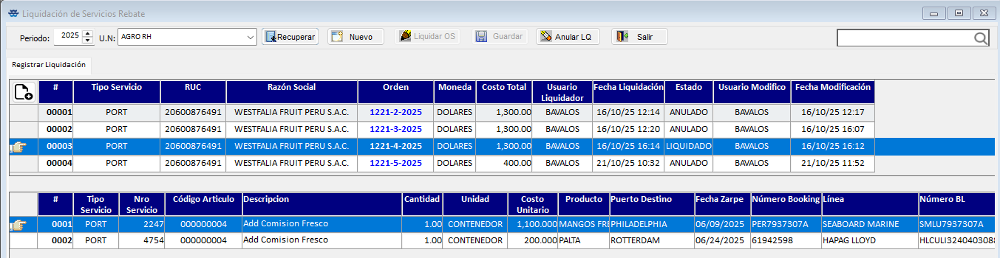 Liquidación de Servicios Rebate
Periodo: 2025 U.N: AGRO RH Recuperar Nuevo Liquidar OS Guardar Anular LQ Salir
Registrar Liquidación
# Tipo Servicio RUC Razón Social Orden Moneda Costo Total Usuario Liquidador Fecha Liquidación Estado Usuario Modifico Fecha Modificación
00001 PORT 20600876491 WESTFALIA FRUIT PERU S.A.C. 1221-2-2025 DOLARES 1,300.00 BAVALOS 16/10/25 12:14 ANULADO BAVALOS 16/10/25 12:17
00002 PORT 20600876491 WESTFALIA FRUIT PERU S.A.C. 1221-3-2025 DOLARES 1,300.00 BAVALOS 16/10/25 12:20 ANULADO BAVALOS 16/10/25 16:07
00003 PORT 20600876491 WESTFALIA FRUIT PERU S.A.C. 1221-4-2025 DOLARES 1,300.00 BAVALOS 16/10/25 16:14 LIQUIDADO BAVALOS 16/10/25 16:12
00004 PORT 20600876491 WESTFALIA FRUIT PERU S.A.C. 1221-5-2025 DOLARES 400.00 BAVALOS 21/10/25 10:32 ANULADO BAVALOS 21/10/25 11:52
# Tipo Servicio Nro Servicio Código Articulo Descripcion Cantidad Unidad Costo Unitario Producto Puerto Destino Fecha Zarpe Número Booking Línea Número BL
0001 PORT 2247 000000004 Add Comision Fresco 1.00 CONTENEDOR 1,100.000 MANGOS FRE PHILADELPHIA 06/09/2025 PER7937307A SEABOARD MARINE SMLU7937307A
0002 PORT 4754 000000004 Add Comision Fresco 1.00 CONTENEDOR 200.000 PALTA ROTTERDAM 06/24/2025 61942598 HAPAG LLOYD HLCULI324040308